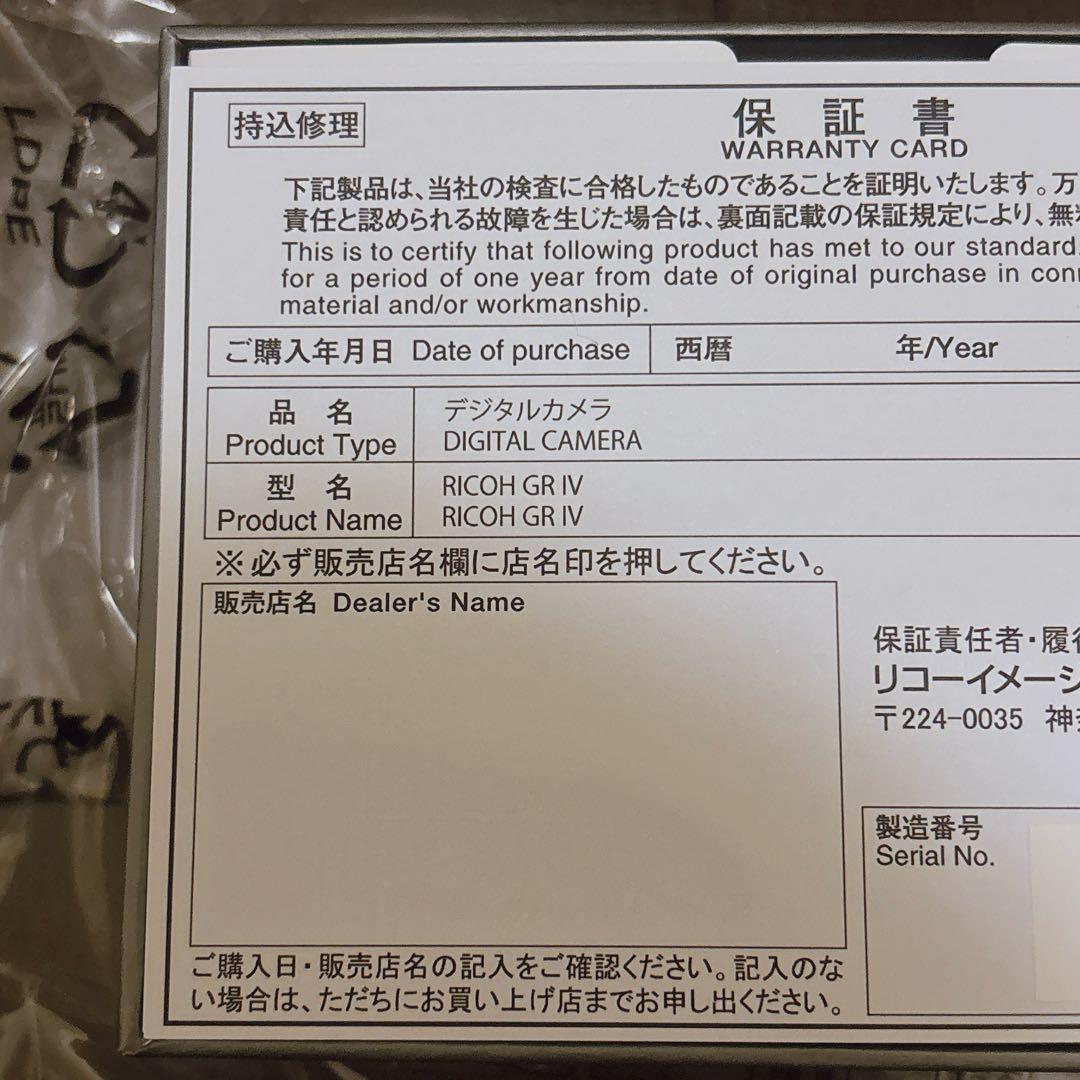 持込修理
保証書
WARRANTY CARD
下記製品は、当社の検査に合格したものであることを証明いたします。万
責任と認められる故障を生じた場合は、裏面記載の保証規定により、無料
This is to certify that following product has met to our standard.
for a period of one year from date of original purchase in con
material and/or workmanship.
ご購入年月日 Date of purchase 西暦 年/Year
品名 デジタルカメラ
Product Type DIGITAL CAMERA
型名 RICOH GR IV
Product Name RICOH GR IV
※必ず販売店名欄に店名印を押してください。
販売店名 Dealer's Name
保証責任者・履行
リコーイメージ
〒224-0035 神奈
製造番号
Serial No.
ご購入日・販売店名の記入をご確認ください。記入のな
い場合は、ただちにお買い上げ店までお申し出ください。
LDPE